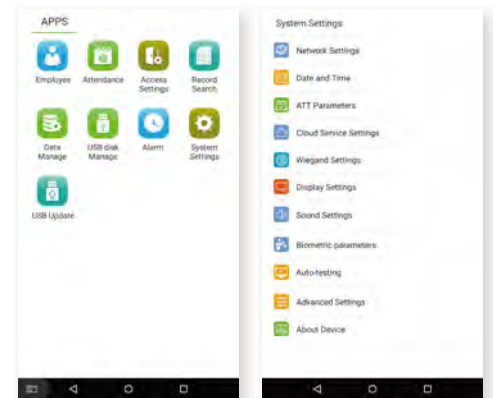 APPS
Employee
Attendance
Access
Settings
Record
Search
Data
Manage
USB disk
Manage
Alarm
System
Settings
USB Update
System Settings
Network Settings
Date and Time
ATT Parameters
Cloud Service Settings
Wiegand Settings
Display Settings
Sound Settings
Biometric parameters
Auto-testing
Advanced Settings
About Device